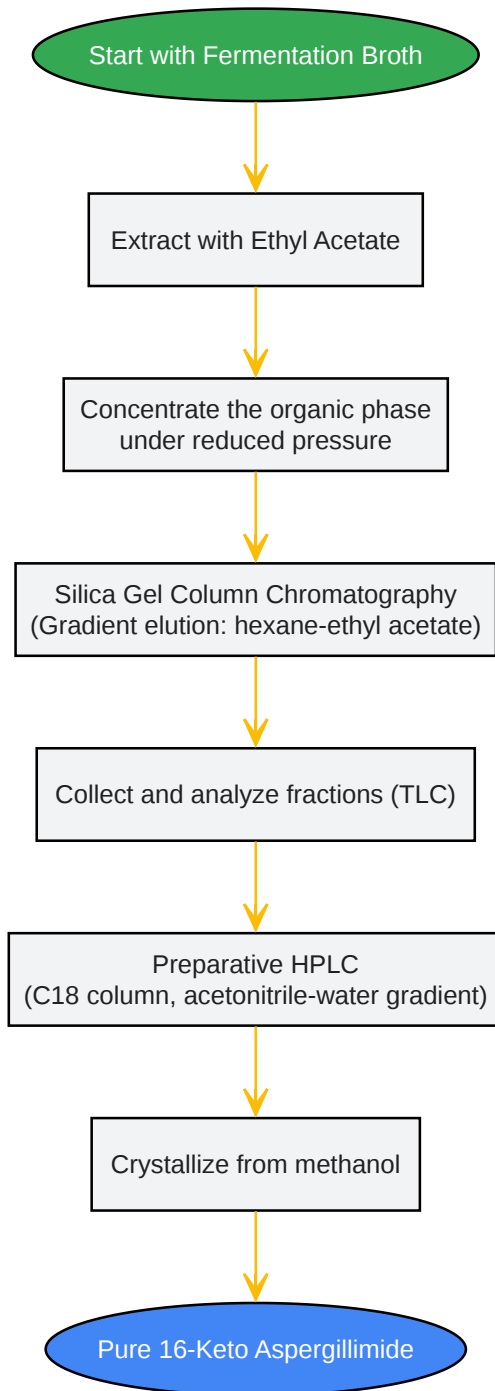 Start with Fermentation Broth
Extract with Ethyl Acetate
Concentrate the organic phase
under reduced pressure
Silica Gel Column Chromatography
(Gradient elution: hexane-ethyl acetate)
Collect and analyze fractions (TLC)
Preparative HPLC
(C18 column, acetonitrile-water gradient)
Crystallize from methanol
Pure 16-Keto Aspergillimide